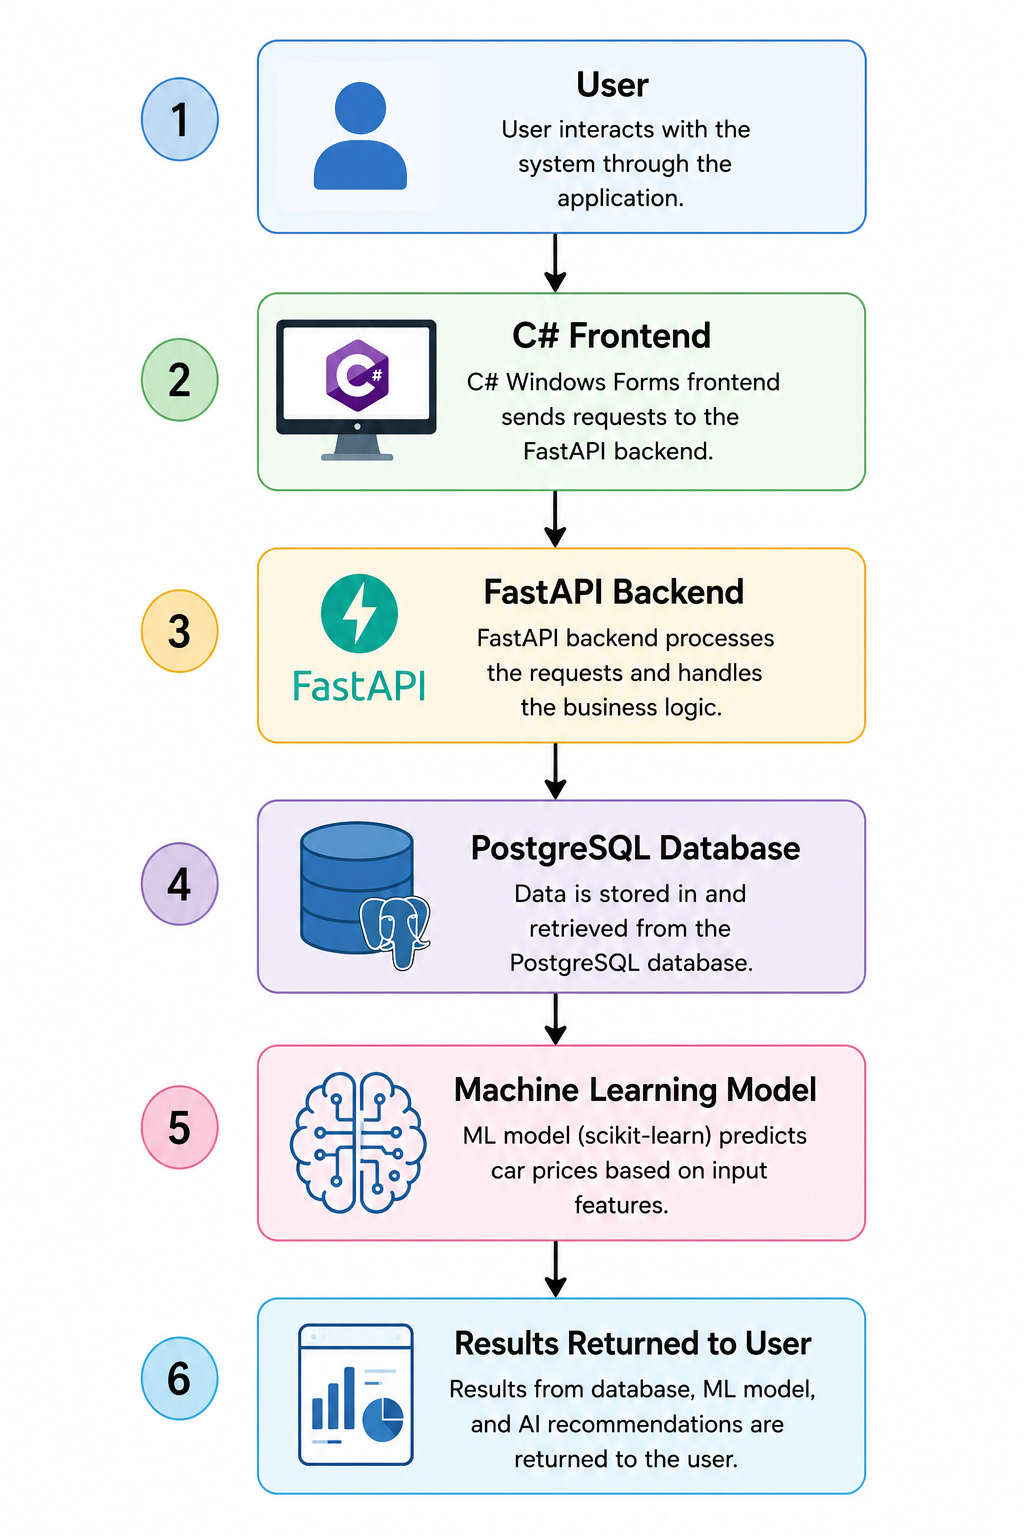 1
User
User interacts with the
system through the
application.
2
C#
C# Frontend
C# Windows Forms frontend
sends requests to the
FastAPI backend.
3
FastAPI
FastAPI Backend
FastAPI backend processes
the requests and handles
the business logic.
4
PostgreSQL Database
Data is stored in and
retrieved from the
PostgreSQL database.
5
Machine Learning Model
ML model (scikit-learn) predicts
car prices based on input
features.
6
Results Returned to User
Results from database, ML model,
and AI recommendations are
returned to the user.